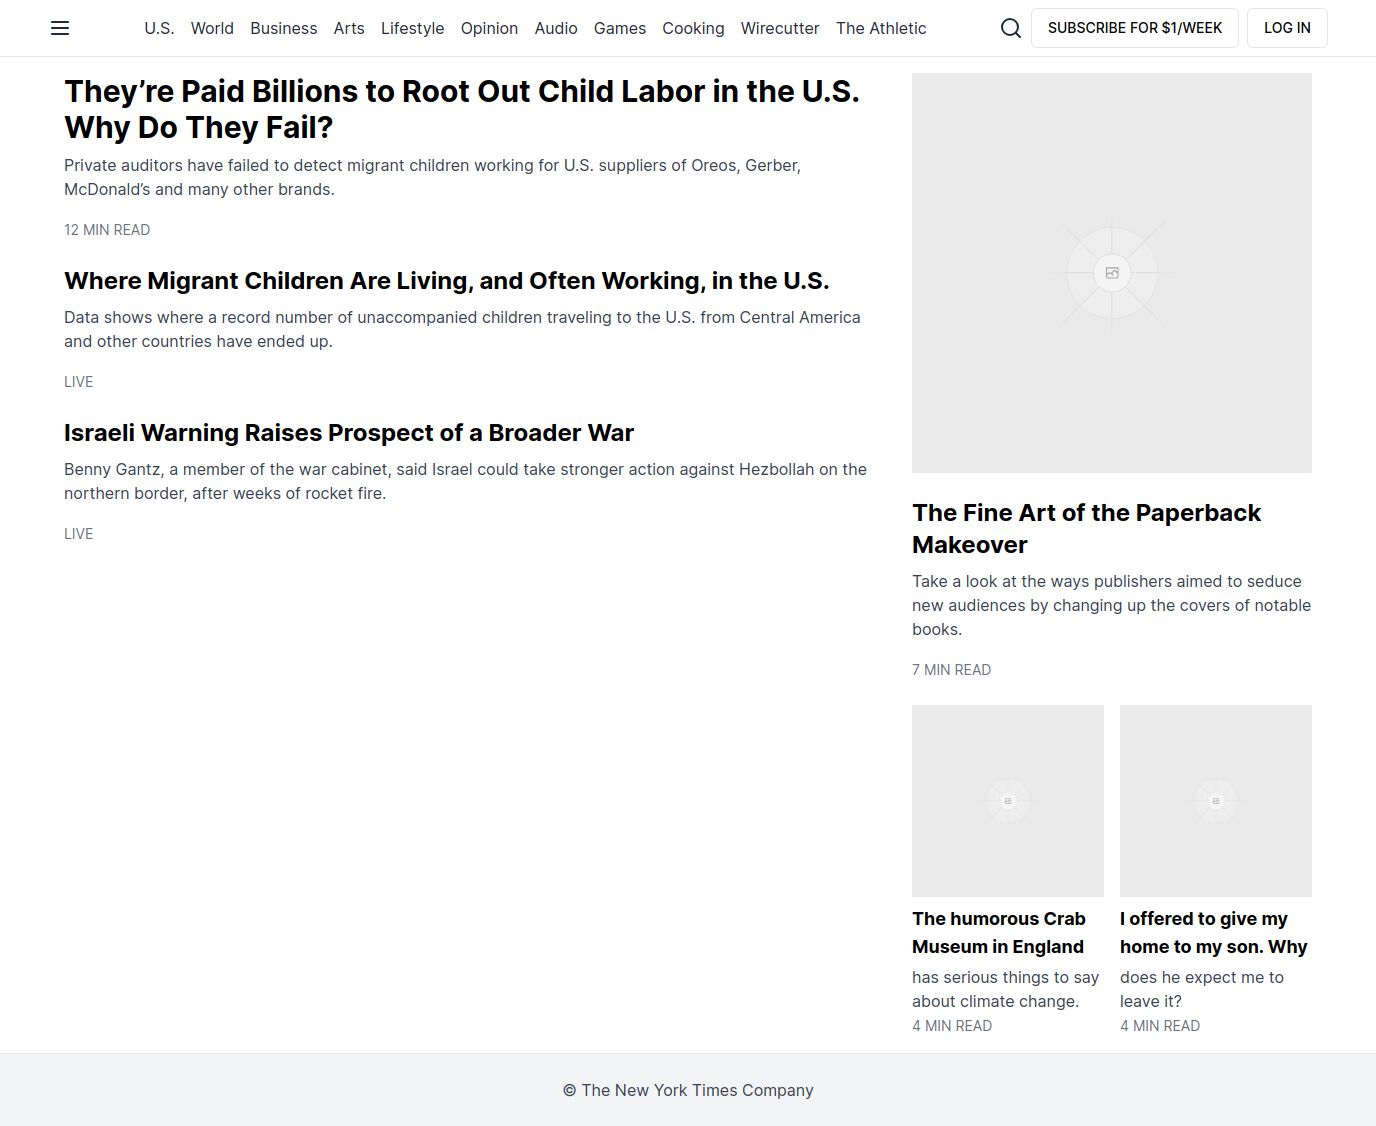 U.S. World Business Arts Lifestyle Opinion Audio Games Cooking Wirecutter The Athletic SUBSCRIBE FOR $1/WEEK LOG IN
They’re Paid Billions to Root Out Child Labor in the U.S.
Why Do They Fail?
Private auditors have failed to detect migrant children working for U.S. suppliers of Oreos, Gerber,
McDonald’s and many other brands.
12 MIN READ
Where Migrant Children Are Living, and Often Working, in the U.S.
Data shows where a record number of unaccompanied children traveling to the U.S. from Central America
and other countries have ended up.
LIVE
Israeli Warning Raises Prospect of a Broader War
Benny Gantz, a member of the war cabinet, said Israel could take stronger action against Hezbollah on the
northern border, after weeks of rocket fire.
LIVE
The Fine Art of the Paperback
Makeover
Take a look at the ways publishers aimed to seduce
new audiences by changing up the covers of notable
books.
7 MIN READ
The humorous Crab
Museum in England
has serious things to say
about climate change.
4 MIN READ
I offered to give my
home to my son. Why
does he expect me to
leave it?
4 MIN READ
© The New York Times Company